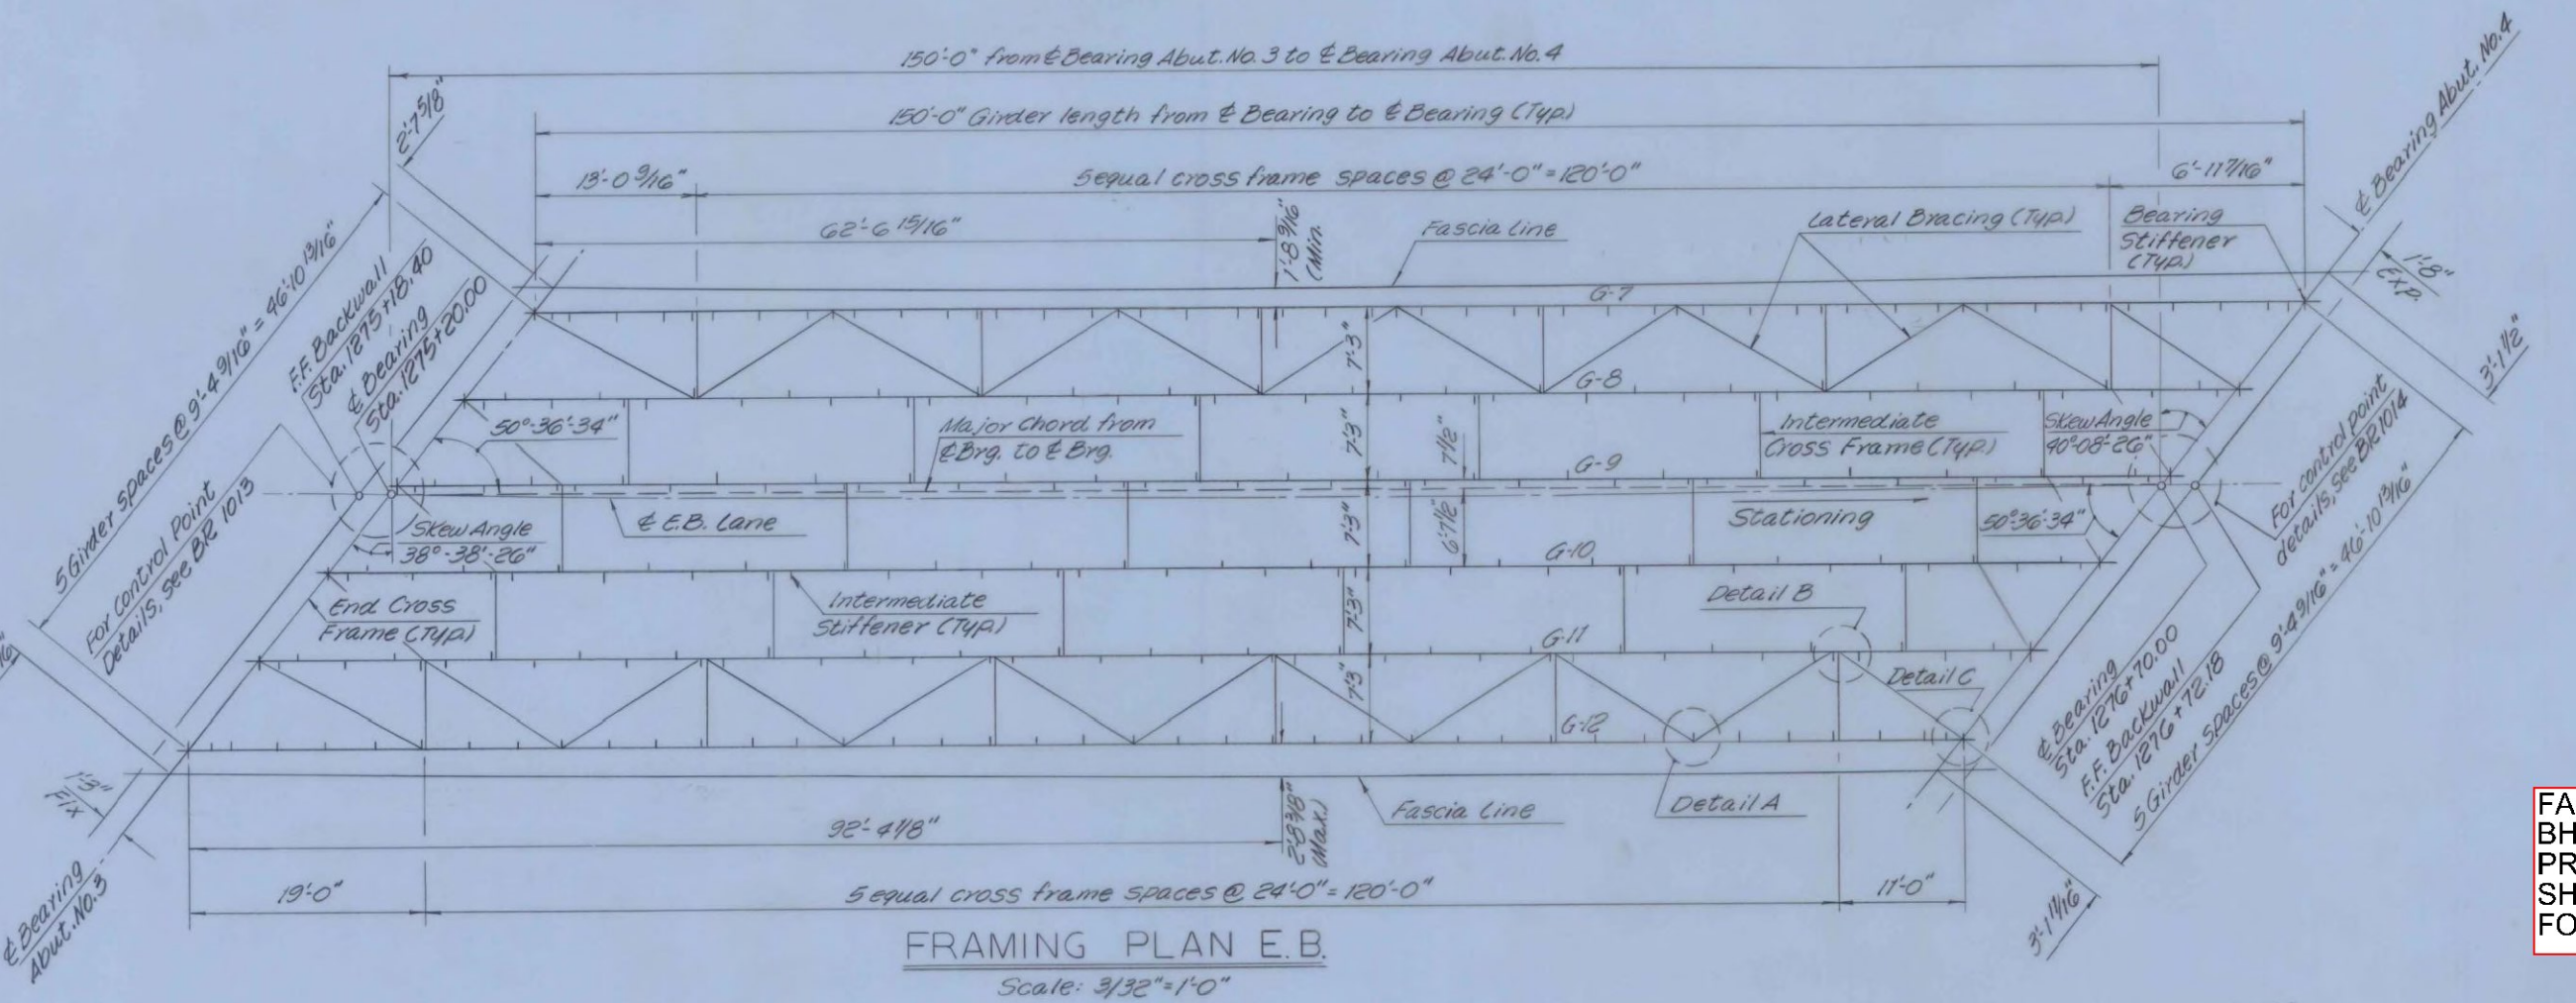 150'-0" from ℄ Bearing Abut. No. 3 to ℄ Bearing Abut. No. 4
150'-0" Girder length from ℄ Bearing to ℄ Bearing (Typ.)
13'-0 9/16"
5 equal cross frame spaces @ 24'-0" = 120'-0"
6'-11 7/16"
62'-6 15/16"
1'-8 9/16"
(Min.
Fascia Line
Lateral Bracing (Typ.)
Bearing
Stiffener
(Typ.)
℄ Bearing Abut. No. 4
2'-7 5/8"
5 Girder spaces @ 9'-4 9/16" = 46'-10 13/16"
F.F. Backwall
Sta. 1275+18.40
℄ Bearing
Sta. 1275+20.00
For Control Point
Details, See BR 1013
1'-8"
Exp.
3'-1 1/2"
G-7
7'-3"
G-8
50°-36'-34"
Major Chord from
℄ Brg. to ℄ Brg.
7'-3"
7 1/2"
Intermediate
Cross Frame (Typ.)
Skew Angle
40°-08'-26"
G-9
For control point
details, See BR 1014
Skew Angle
38°-38'-26"
℄ E.B. Lane
7'-3"
6'-7 1/2"
Stationing
50°-36'-34"
G-10
End Cross
Frame (Typ.)
Intermediate
Stiffener (Typ.)
7'-3"
Detail B
G-11
7'-3"
Detail C
G-12
℄ Bearing
Sta. 1276+70.00
F.F. Backwall
Sta. 1276+72.18
5 Girder spaces @ 9'-4 9/16" = 46'-10 13/16"
1'-3"
Fix
92'-4 1/8"
2'-8 3/8"
(Max.)
Fascia Line
Detail A
℄ Bearing
Abut. No. 3
19'-0"
5 equal cross frame spaces @ 24'-0" = 120'-0"
11'-0"
3'-1 11/16"
FRAMING PLAN E.B.
Scale: 3/32"=1'-0"
FA
BH
PR
SH
FO